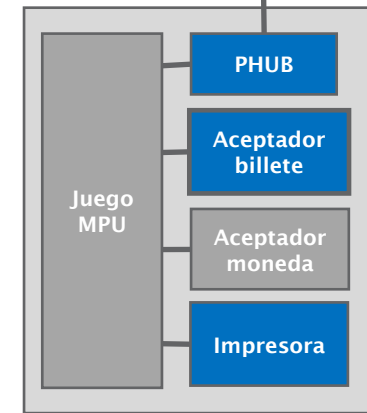 PHUB
Aceptador
billete
Juego
MPU
Aceptador
moneda
Impresora